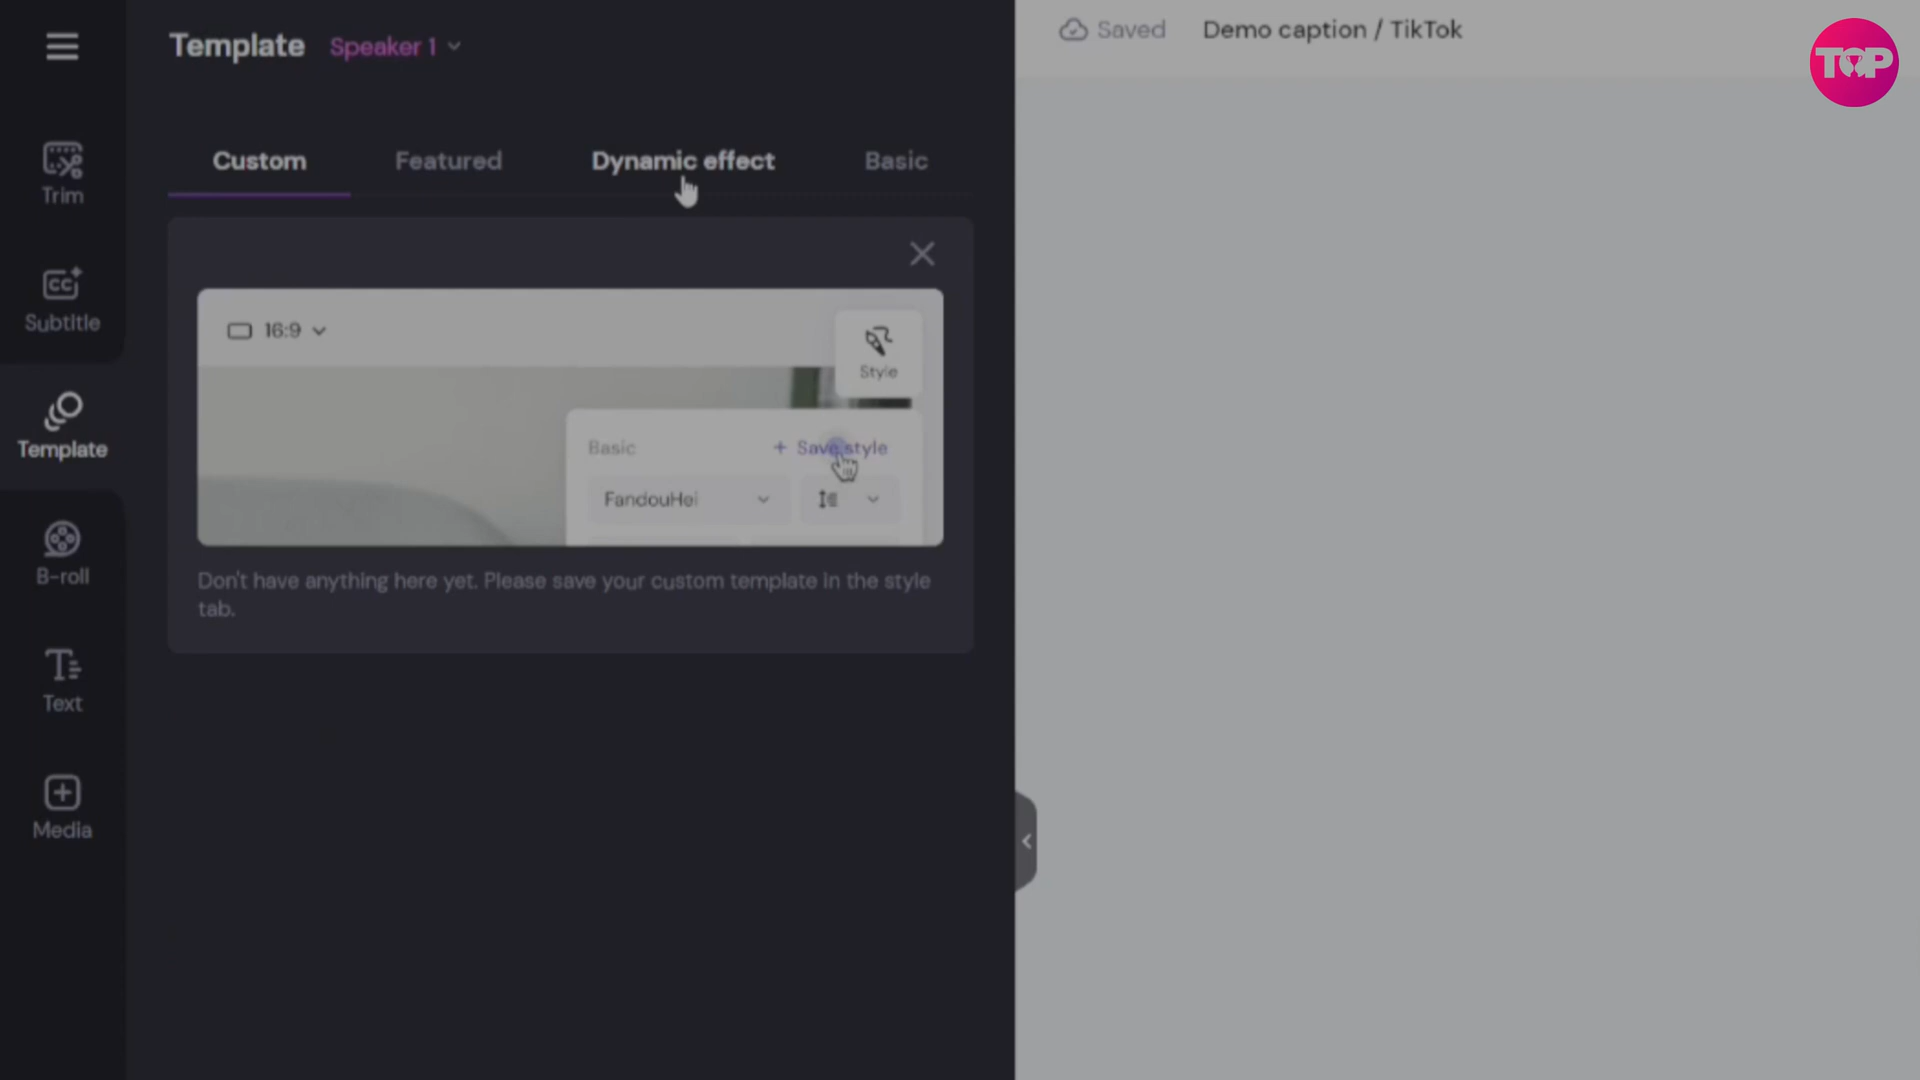 Template Speaker 1
Saved Demo caption / TikTok
TOP
Custom Featured Dynamic effect Basic
Trim
Subtitle
Template
B-roll
Text
Media
16:9
Style
Basic + Save style
FandouHei
Don't have anything here yet. Please save your custom template in the style
tab.